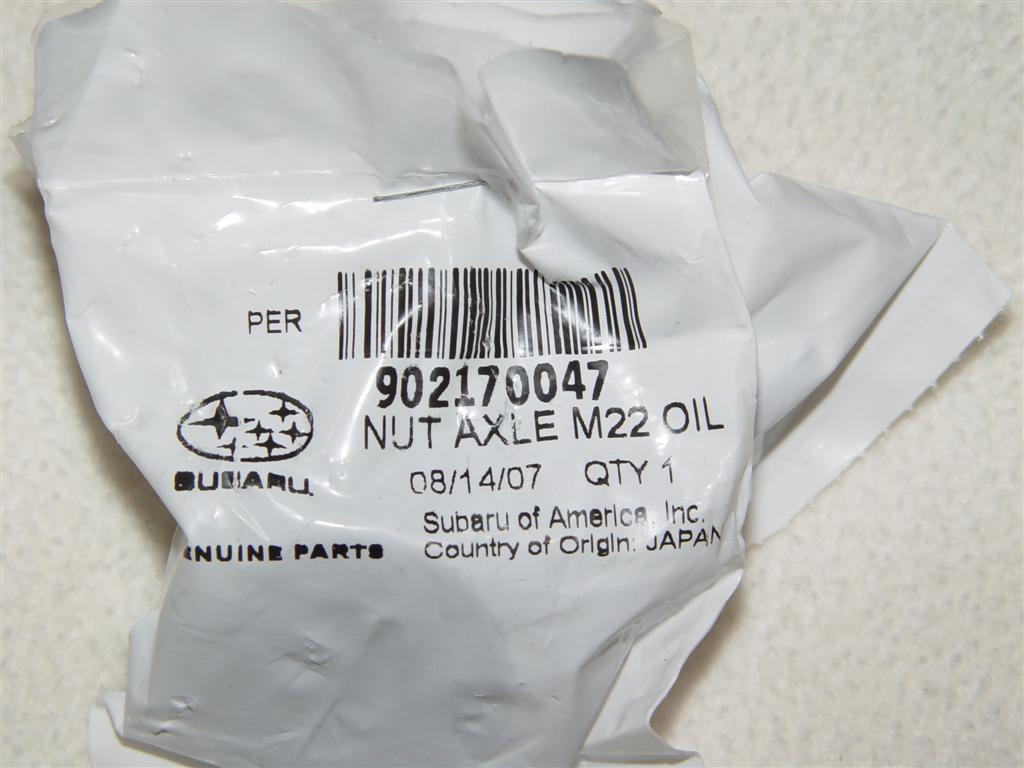 PER
902170047
NUT AXLE M22 OIL
SUBARU
08/14/07 QTY 1
Subaru of America, Inc.
NUINE PARTS
Country of Origin: JAPAN